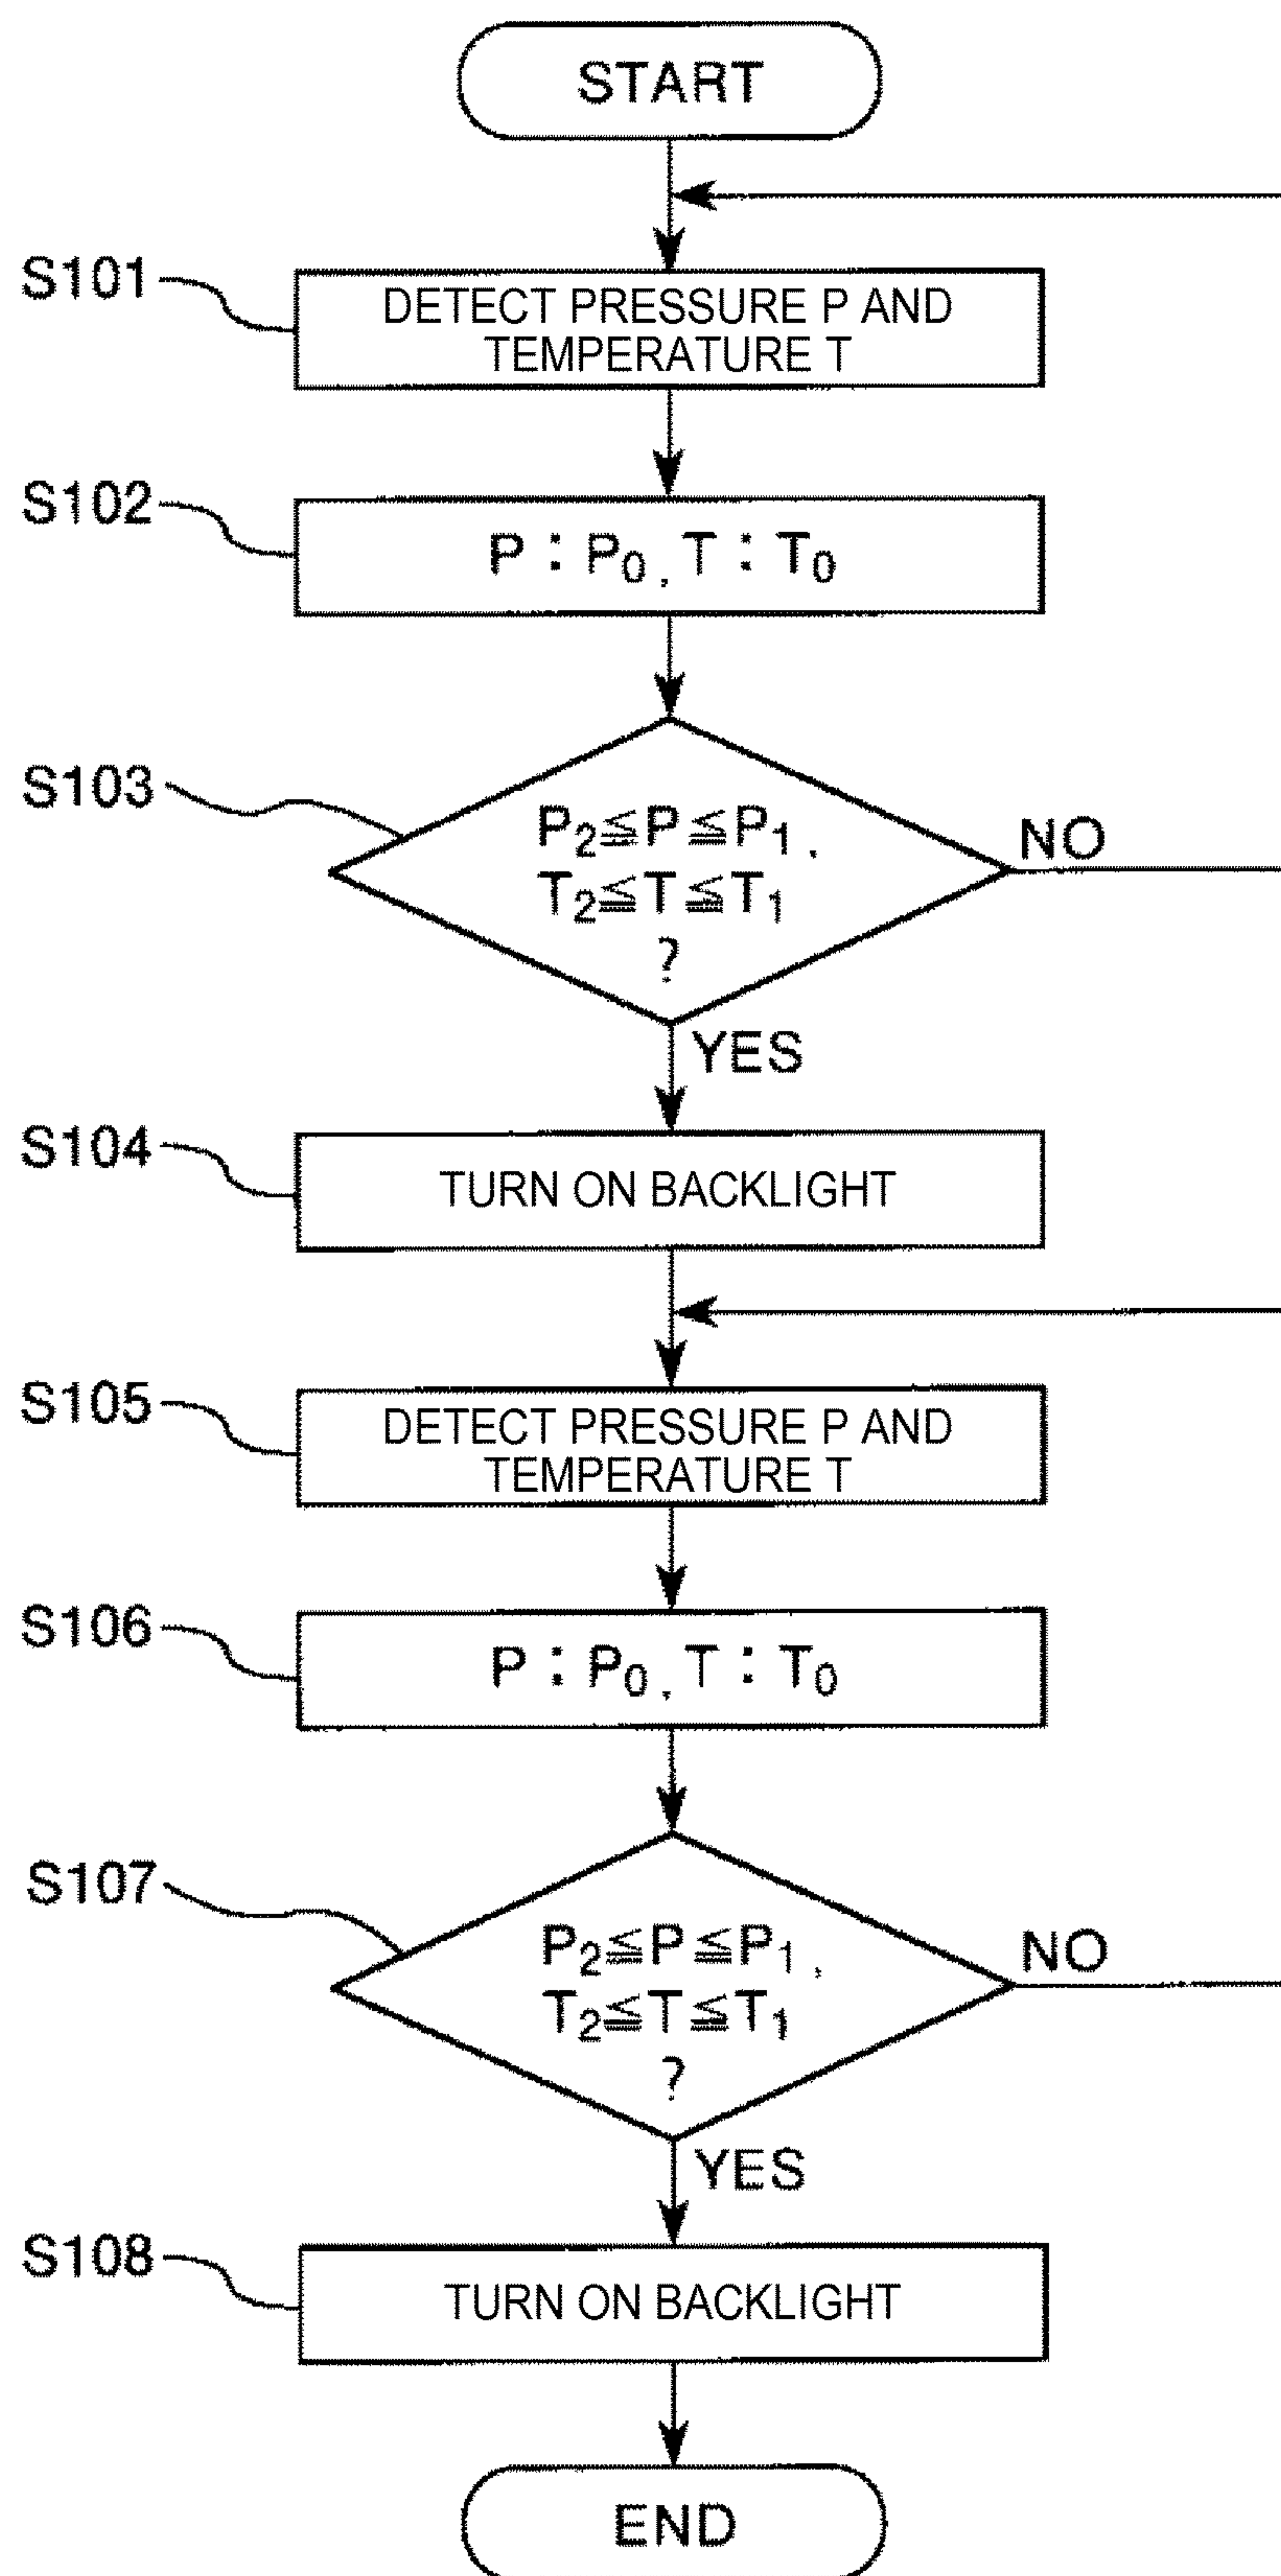 START
S101
DETECT PRESSURE P AND
TEMPERATURE T
S102
P : P₀, T : T₀
S103
P₂≦P≦P₁,
T₂≦T≦T₁
?
NO
YES
S104
TURN ON BACKLIGHT
S105
DETECT PRESSURE P AND
TEMPERATURE T
S106
P : P₀, T : T₀
S107
P₂≦P≦P₁,
T₂≦T≦T₁
?
NO
YES
S108
TURN ON BACKLIGHT
END